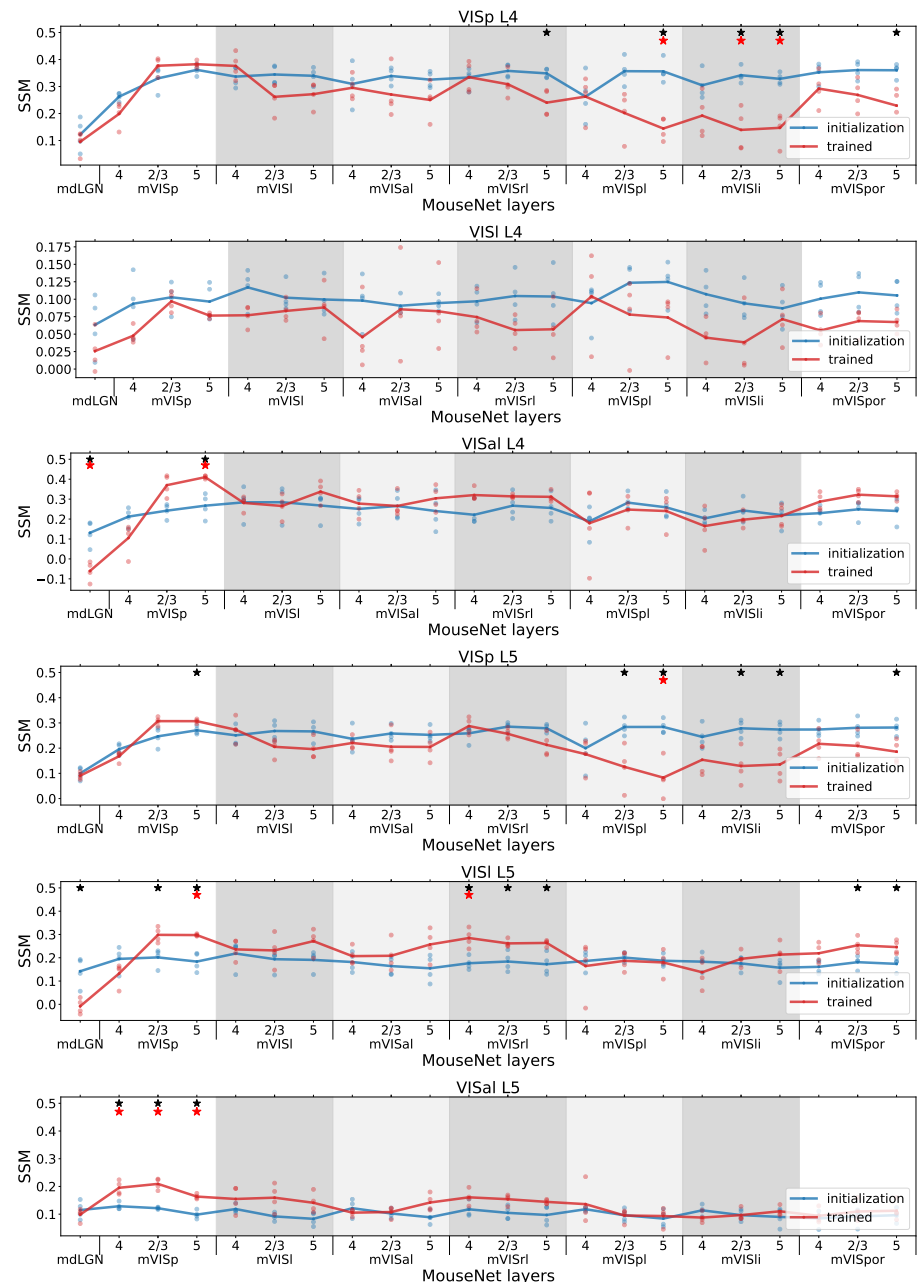 VISp L4
0.5
0.4
0.3
0.2
0.1
SSM
initialization
trained
4 2/3 5 4 2/3 5 4 2/3 5 4 2/3 5 4 2/3 5 4 2/3 5 4 2/3 5
mdLGN mVISp mVISl mVISal mVISrl mVISpl mVISli mVISpor
MouseNet layers
VISl L4
0.175
0.150
0.125
0.100
0.075
0.050
0.025
0.000
SSM
initialization
trained
4 2/3 5 4 2/3 5 4 2/3 5 4 2/3 5 4 2/3 5 4 2/3 5 4 2/3 5
mdLGN mVISp mVISl mVISal mVISrl mVISpl mVISli mVISpor
MouseNet layers
VISal L4
0.5
0.4
0.3
0.2
0.1
0.0
−0.1
SSM
initialization
trained
4 2/3 5 4 2/3 5 4 2/3 5 4 2/3 5 4 2/3 5 4 2/3 5 4 2/3 5
mdLGN mVISp mVISl mVISal mVISrl mVISpl mVISli mVISpor
MouseNet layers
VISp L5
0.5
0.4
0.3
0.2
0.1
0.0
SSM
initialization
trained
4 2/3 5 4 2/3 5 4 2/3 5 4 2/3 5 4 2/3 5 4 2/3 5 4 2/3 5
mdLGN mVISp mVISl mVISal mVISrl mVISpl mVISli mVISpor
MouseNet layers
VISl L5
0.5
0.4
0.3
0.2
0.1
0.0
SSM
initialization
trained
4 2/3 5 4 2/3 5 4 2/3 5 4 2/3 5 4 2/3 5 4 2/3 5 4 2/3 5
mdLGN mVISp mVISl mVISal mVISrl mVISpl mVISli mVISpor
MouseNet layers
VISal L5
0.5
0.4
0.3
0.2
0.1
SSM
initialization
trained
4 2/3 5 4 2/3 5 4 2/3 5 4 2/3 5 4 2/3 5 4 2/3 5 4 2/3 5
mdLGN mVISp mVISl mVISal mVISrl mVISpl mVISli mVISpor
MouseNet layers